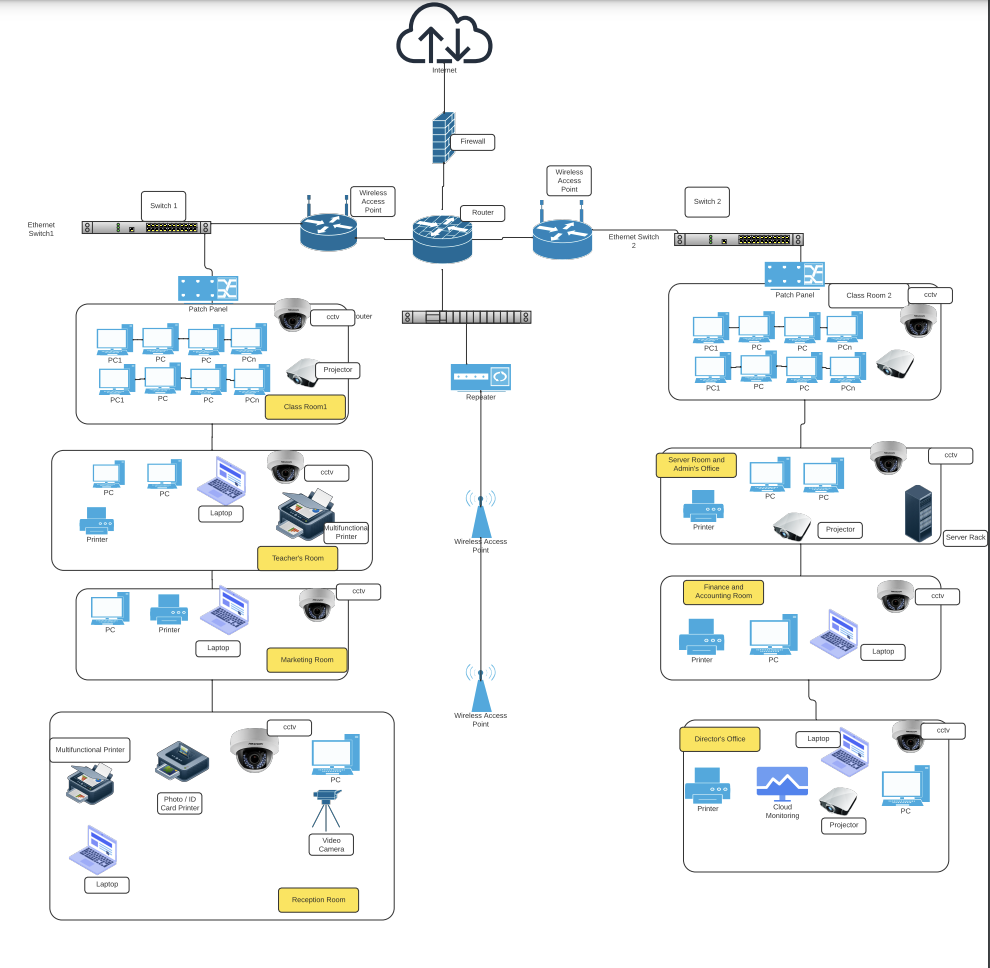 Internet
Firewall
Wireless
Access
Point
Wireless
Access
Point
Switch 1
Router
Switch 2
Ethernet
Switch1
Ethernet Switch
2
Patch Panel
cctv
outer
PC1
PC
PC
PCn
Projector
PC1
PC
PC
PCn
Class Room1
Repeater
Patch Panel
Class Room 2
cctv
PC1
PC
PC
PCn
PC1
PC
PC
PCn
PC
PC
Laptop
cctv
Printer
Multifunctional
Printer
Teacher's Room
Wireless Access
Point
Server Room and
Admin's Office
PC
PC
cctv
Printer
Projector
Server Rack
PC
Printer
Laptop
cctv
Marketing Room
Wireless Access
Point
Finance and
Accounting Room
cctv
Printer
PC
Laptop
Multifunctional Printer
Photo / ID
Card Printer
cctv
PC
Video
Camera
Laptop
Reception Room
Director's Office
Laptop
cctv
Printer
Cloud
Monitoring
Projector
PC